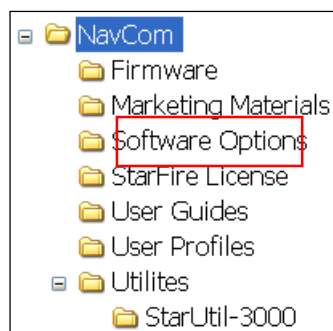 NavCom
Firmware
Marketing Materials
Software Options
StarFire License
User Guides
User Profiles
Utilites
StarUtil-3000